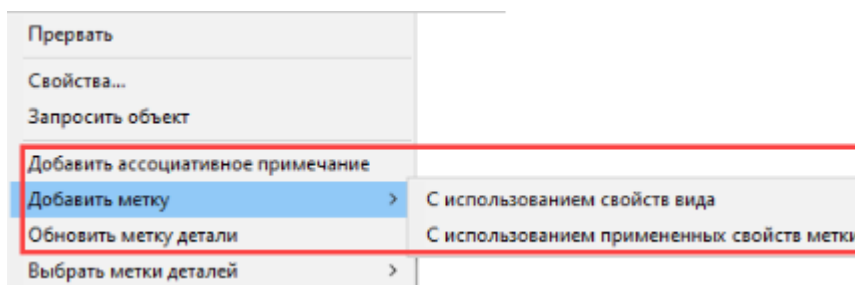 Прервать
Свойства...
Запросить объект
Добавить ассоциативное примечание
Добавить метку > С использованием свойств вида
Обновить метку детали С использованием примененных свойств метки
Выбрать метки деталей >